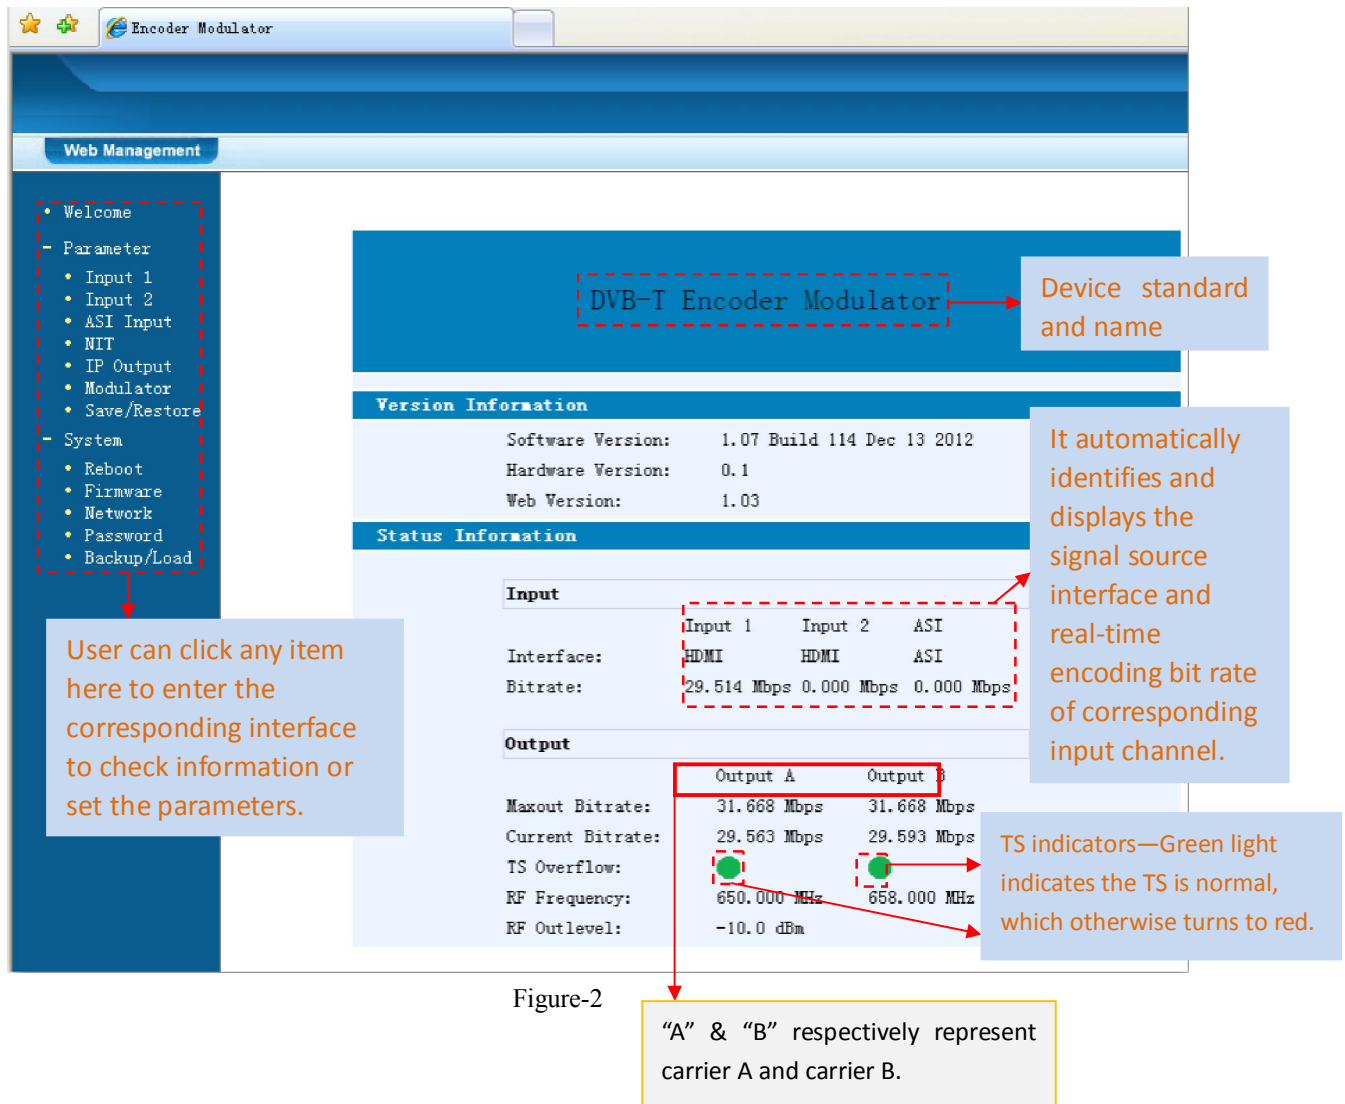 Encoder Modulator
Web Management
Welcome
Parameter
Input 1
Input 2
ASI Input
NIT
IP Output
Modulator
Save/Restore
System
Reboot
Firmware
Network
Password
Backup/Load
User can click any item
here to enter the
corresponding interface
to check information or
set the parameters.
DVB-T Encoder Modulator
Device standard
and name
Version Information
Software Version: 1.07 Build 114 Dec 13 2012
Hardware Version: 0.1
Web Version: 1.03
Status Information
Input
Input 1 Input 2 ASI
Interface: HDMI HDMI ASI
Bitrate: 29.514 Mbps 0.000 Mbps 0.000 Mbps
It automatically
identifies and
displays the
signal source
interface and
real-time
encoding bit rate
of corresponding
input channel.
Output
Output A Output B
Maxout Bitrate: 31.668 Mbps 31.668 Mbps
Current Bitrate: 29.563 Mbps 29.593 Mbps
TS Overflow:
RF Frequency: 650.000 MHz 658.000 MHz
RF Outlevel: -10.0 dBm
TS indicators—Green light
indicates the TS is normal,
which otherwise turns to red.
Figure-2
“A” & “B” respectively represent
carrier A and carrier B.